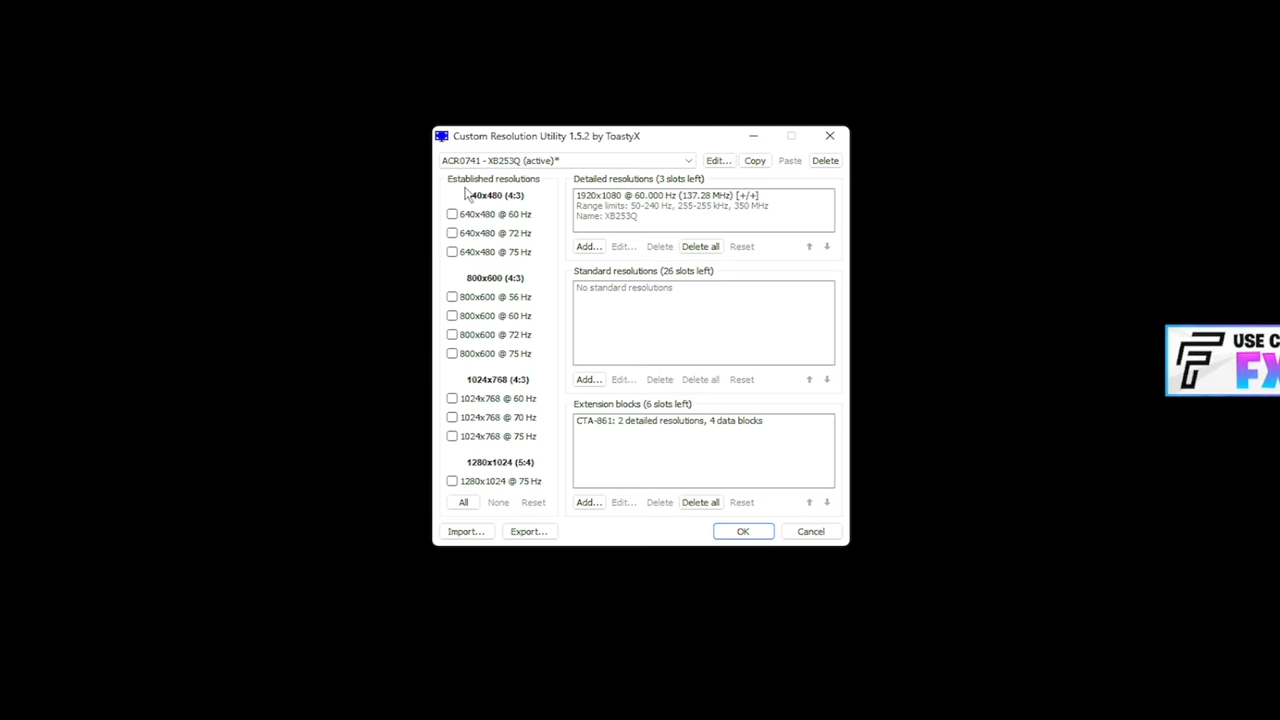 Custom Resolution Utility 1.5.2 by ToastyX
ACR0741 - XB253Q (active)*
Edit...
Copy
Paste
Delete
Established resolutions
40x480 (4:3)
640x480 @ 60 Hz
640x480 @ 72 Hz
640x480 @ 75 Hz
800x600 (4:3)
800x600 @ 56 Hz
800x600 @ 60 Hz
800x600 @ 72 Hz
800x600 @ 75 Hz
1024x768 (4:3)
1024x768 @ 60 Hz
1024x768 @ 70 Hz
1024x768 @ 75 Hz
1280x1024 (5:4)
1280x1024 @ 75 Hz
All
None
Reset
Detailed resolutions (3 slots left)
1920x1080 @ 60.000 Hz (137.28 MHz) [+/+]
Range limits: 50-240 Hz, 255-255 kHz, 350 MHz
Name: XB253Q
Add...
Edit...
Delete
Delete all
Reset
Standard resolutions (26 slots left)
No standard resolutions
Add...
Edit...
Delete
Delete all
Reset
Extension blocks (6 slots left)
CTA-861: 2 detailed resolutions, 4 data blocks
Add...
Edit...
Delete
Delete all
Reset
Import...
Export...
OK
Cancel
USE C
FX